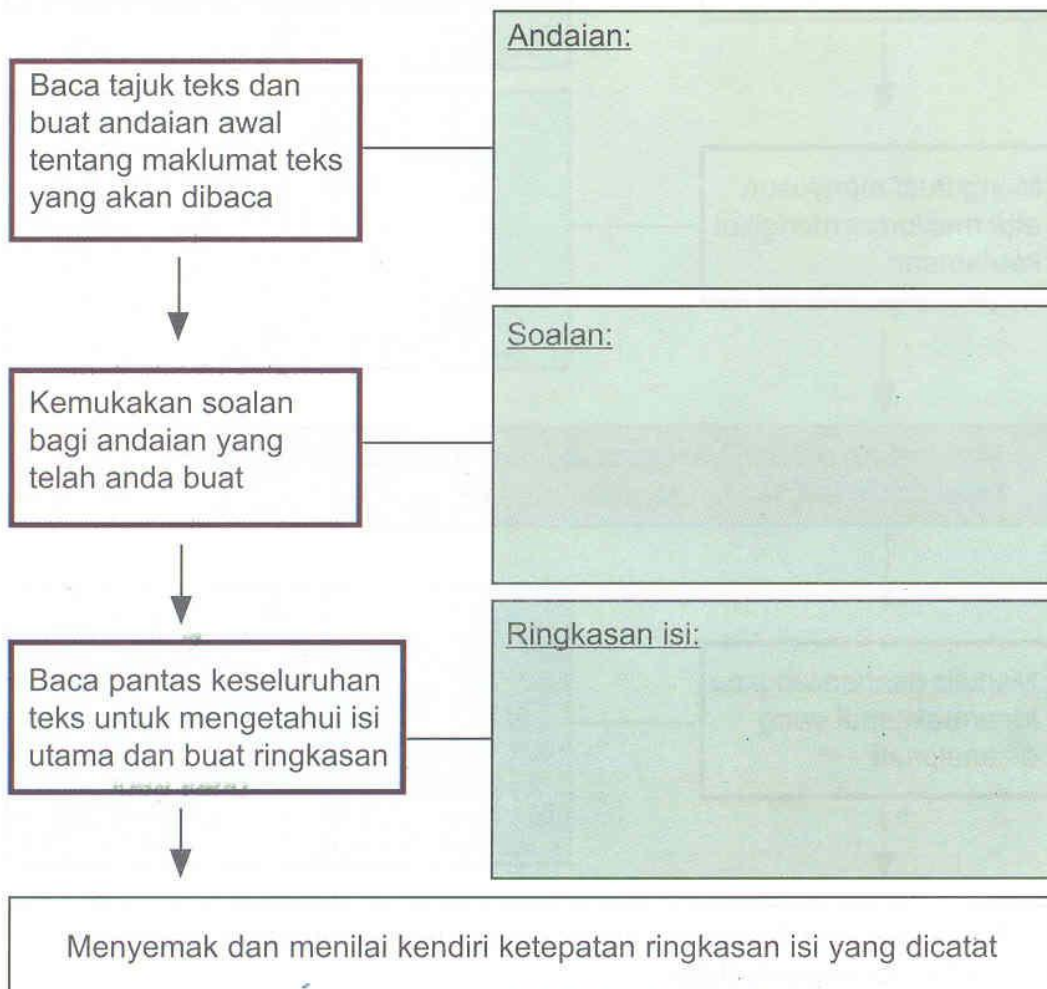 Andaian:
Baca tajuk teks dan
buat andaian awal
tentang maklumat teks
yang akan dibaca
Soalan:
Kemukakan soalan
bagi andaian yang
telah anda buat
Ringkasan isi:
Baca pantas keseluruhan
teks untuk mengetahui isi
utama dan buat ringkasan
Menyemak dan menilai kendiri ketepatan ringkasan isi yang dicatat